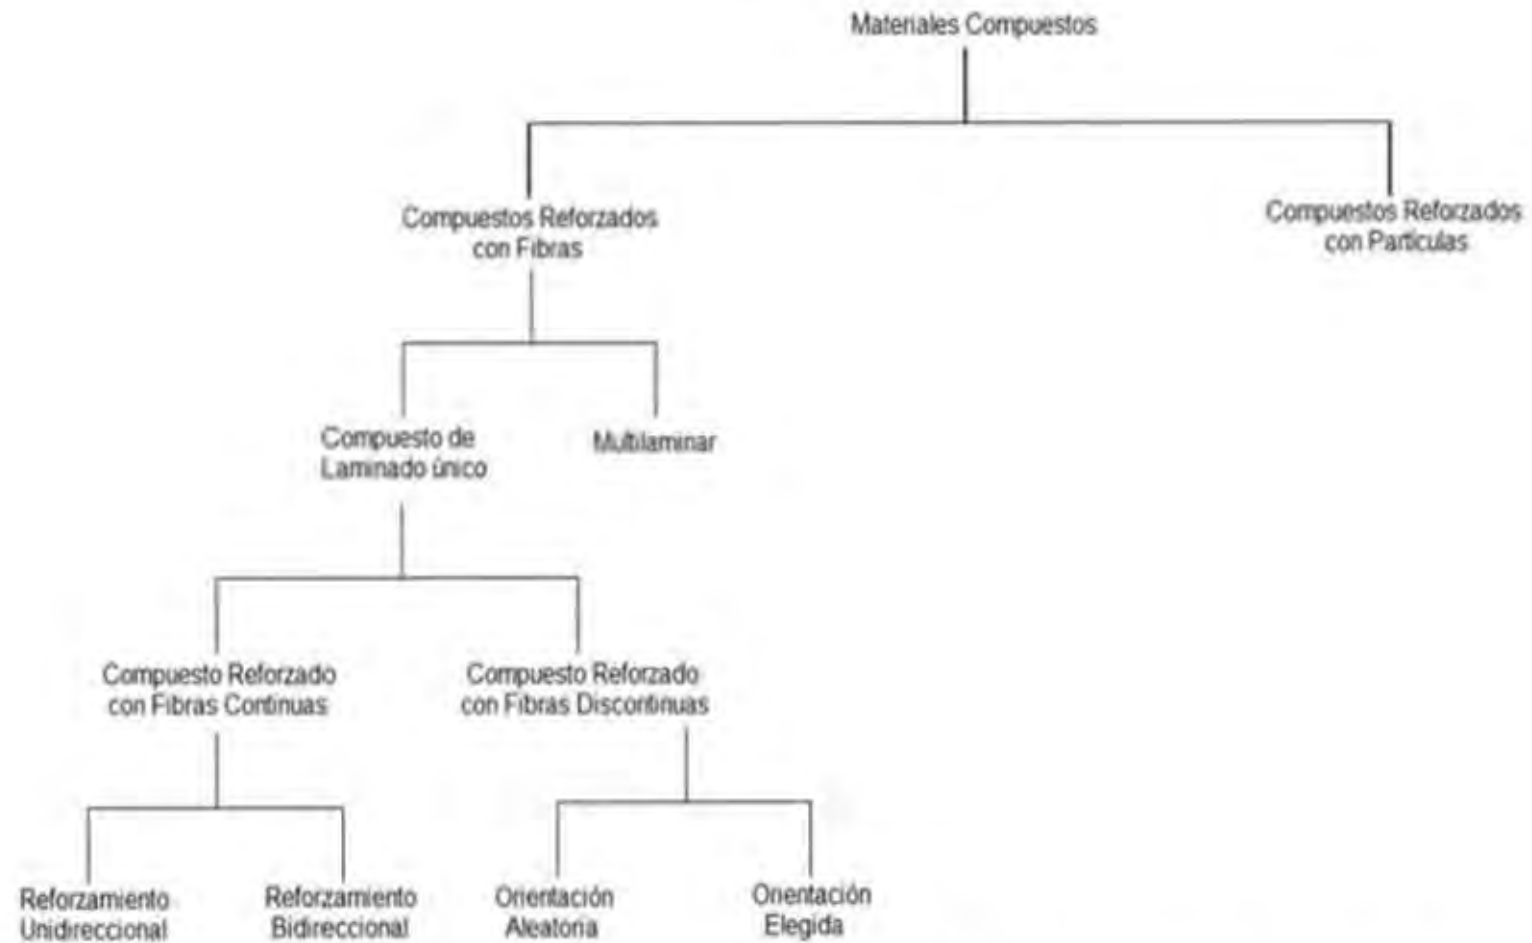 Materiales Compuestos
Compuestos Reforzados
con Fibras
Compuestos Reforzados
con Partículas
Compuesto de
Laminado único
Multilaminar
Compuesto Reforzado
con Fibras Continuas
Compuesto Reforzado
con Fibras Discontinuas
Reforzamiento
Unidireccional
Reforzamiento
Bidireccional
Orientación
Aleatoria
Orientación
Elegida